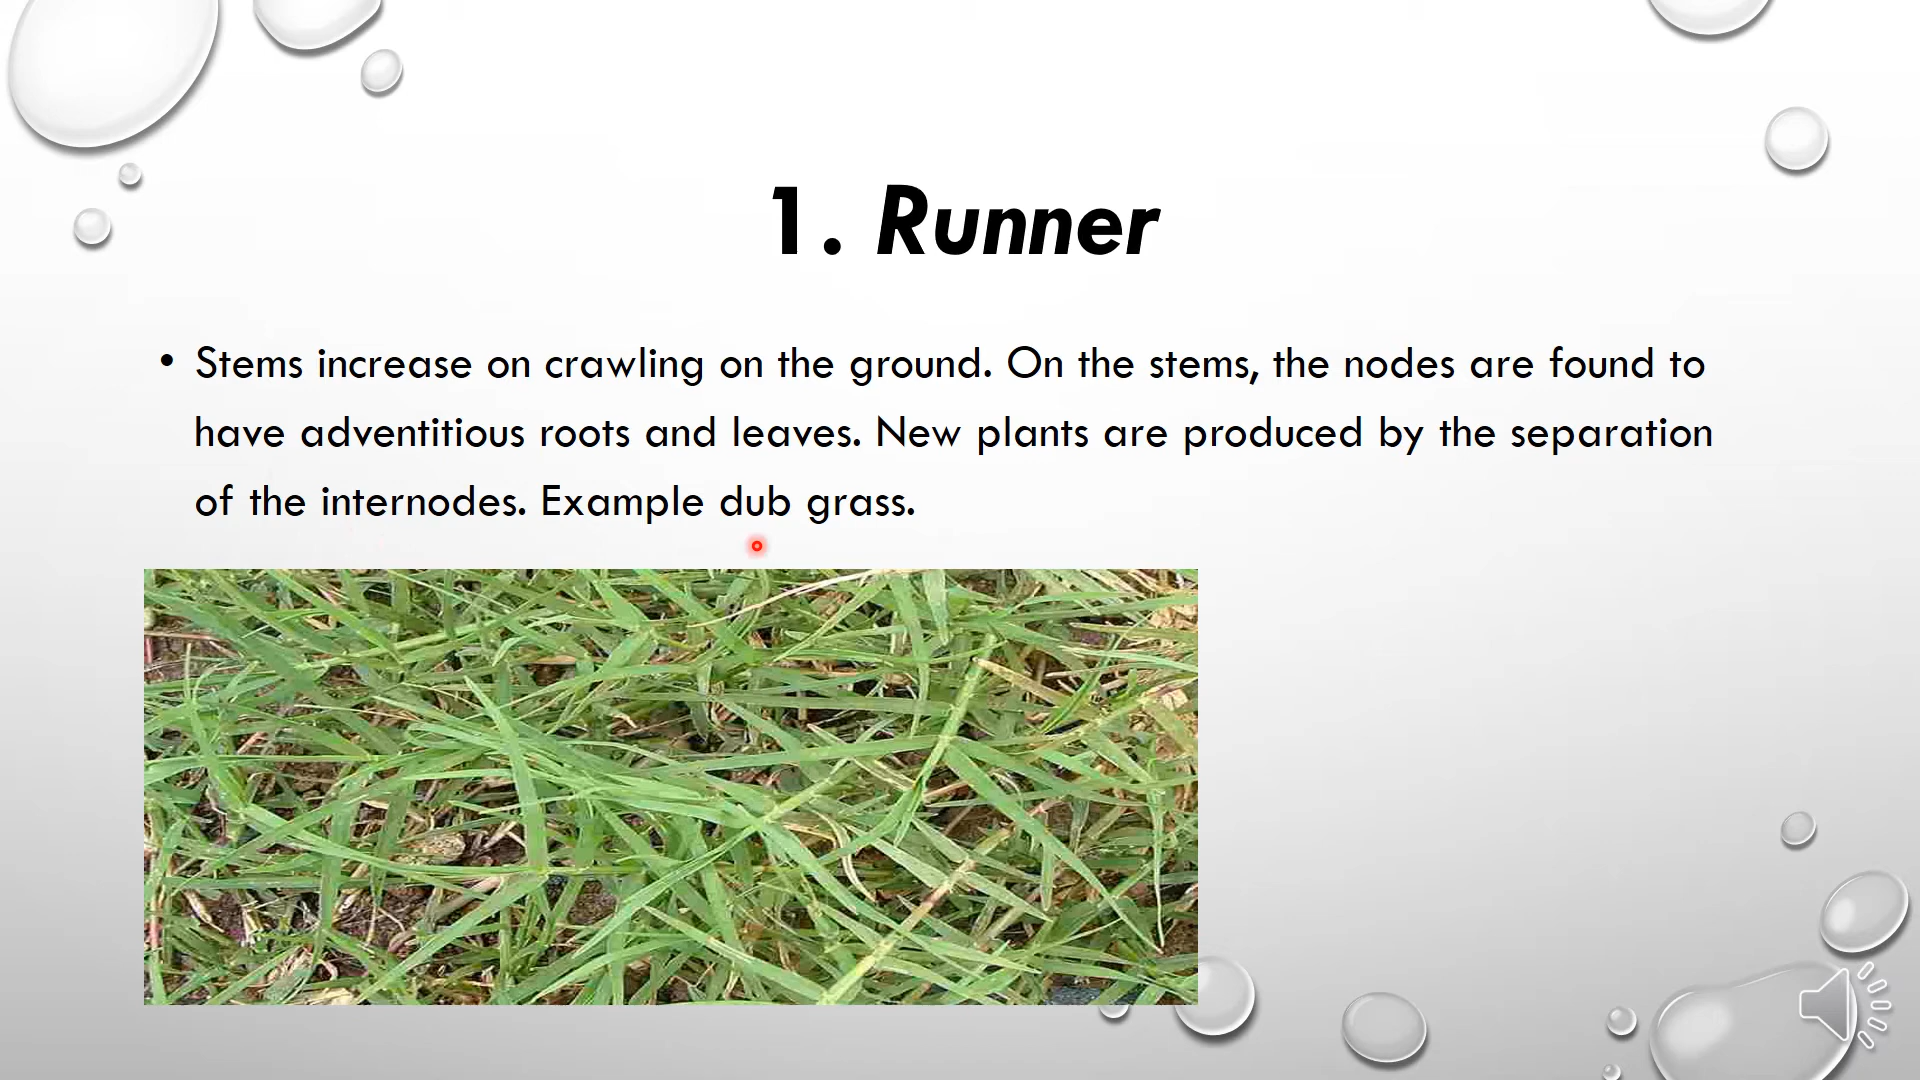 1. Runner
• Stems increase on crawling on the ground. On the stems, the nodes are found to
have adventitious roots and leaves. New plants are produced by the separation
of the internodes. Example dub grass.